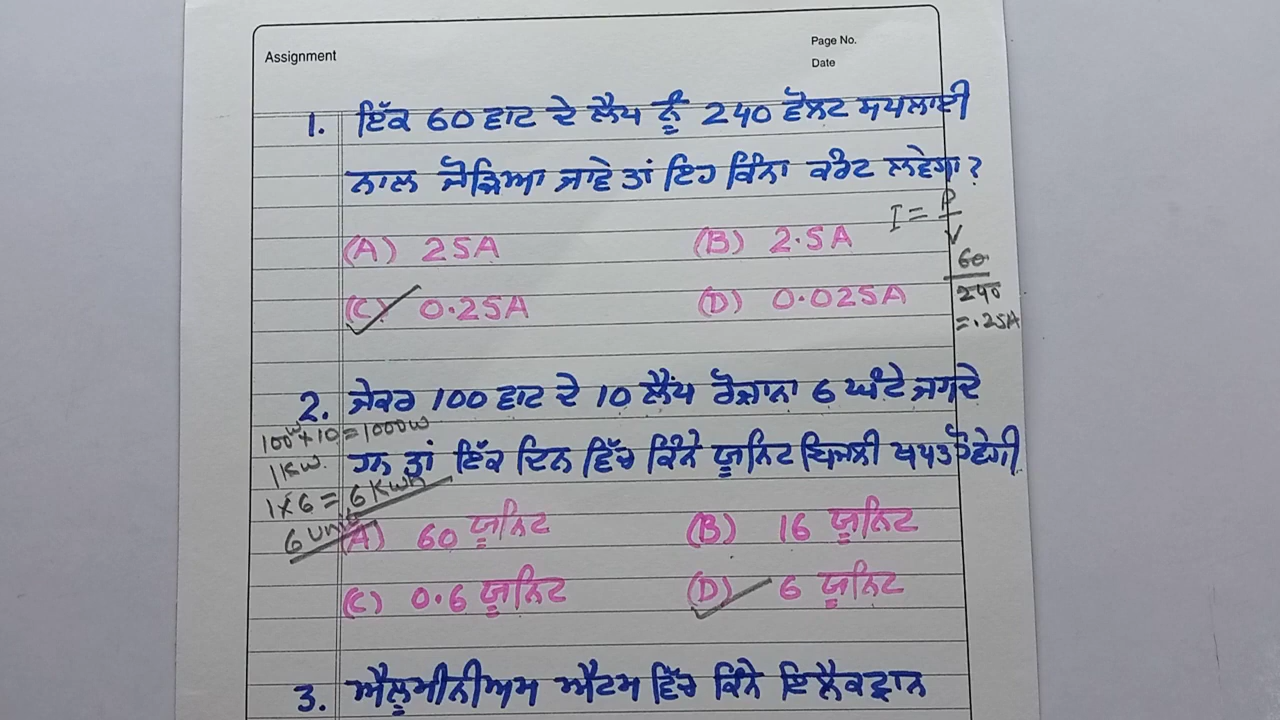 Assignment
Page No.
Date
1. ਇੱਕ 60 ਵਾਟ ਦੇ ਲੈਂਪ ਨੂੰ 240 ਵੋਲਟ ਸਪਲਾਈ
ਨਾਲ ਜੋੜਿਆ ਜਾਵੇ ਤਾਂ ਇਹ ਕਿੰਨਾ ਕਰੰਟ ਲਵੇਗਾ?
I = P/V
(A) 25A (B) 2.5A
60/240
(C) 0.25A (D) 0.025A
= .25A
2. ਜੇਕਰ 100 ਵਾਟ ਦੇ 10 ਲੈਂਪ ਰੋਜ਼ਾਨਾ 6 ਘੰਟੇ ਜਗਦੇ
100W × 10 = 1000W
ਹਨ ਤਾਂ ਇੱਕ ਦਿਨ ਵਿੱਚ ਕਿੰਨੇ ਯੂਨਿਟ ਬਿਜਲੀ ਖਪਤ ਹੋਵੇਗੀ
1KW.
1×6 = 6 KWh
6 Unit
(A) 60 ਯੂਨਿਟ (B) 16 ਯੂਨਿਟ
(C) 0.6 ਯੂਨਿਟ (D) 6 ਯੂਨਿਟ
3. ਐਲੂਮੀਨੀਅਮ ਐਟਮ ਵਿੱਚ ਕਿੰਨੇ ਇਲੈਕਟ੍ਰਾਨ